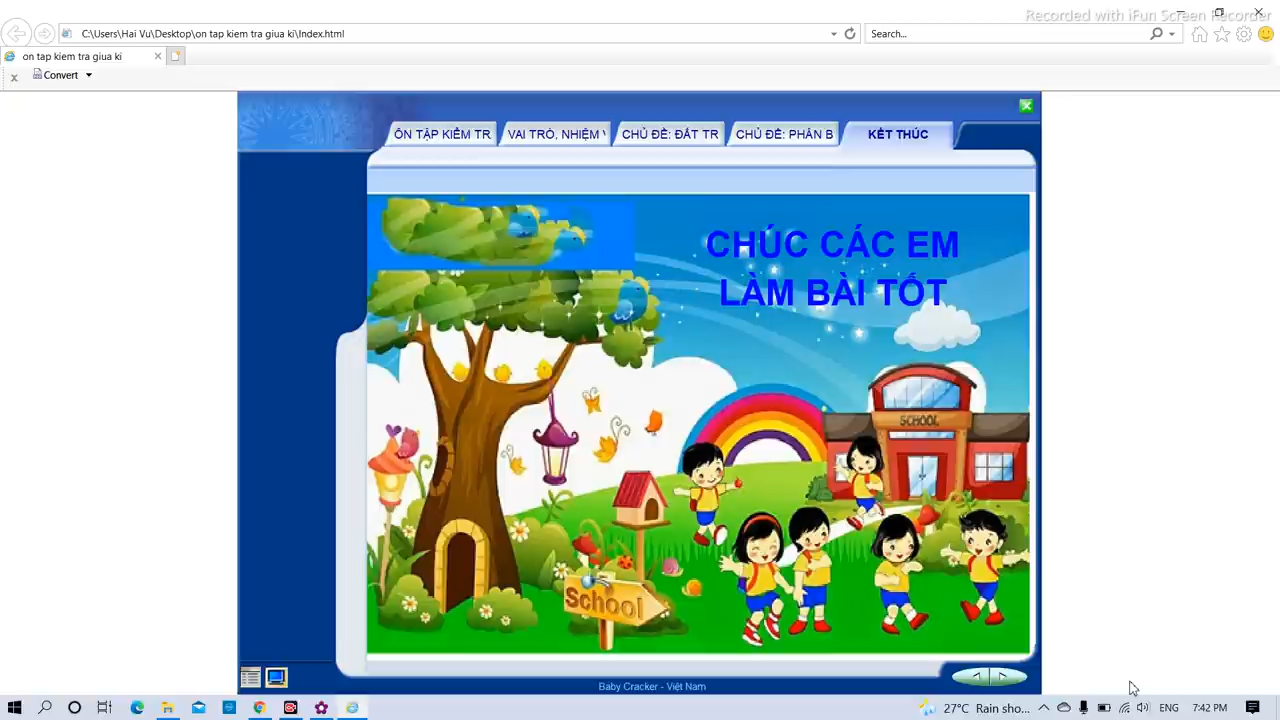 Recorded with iFun Screen Recorder
C:\Users\Hai Vu\Desktop\on tap kiem tra giua ki\Index.html
Search...
on tap kiem tra giua ki
x Convert
ÔN TẬP KIỂM TR
VAI TRÒ, NHIỆM V
CHỦ ĐỀ: ĐẤT TR
CHỦ ĐỀ: PHÂN B
KẾT THÚC
CHÚC CÁC EM
LÀM BÀI TỐT
SCHOOL
School
Baby Cracker - Việt Nam
27°C Rain sho...
ENG
7:42 PM